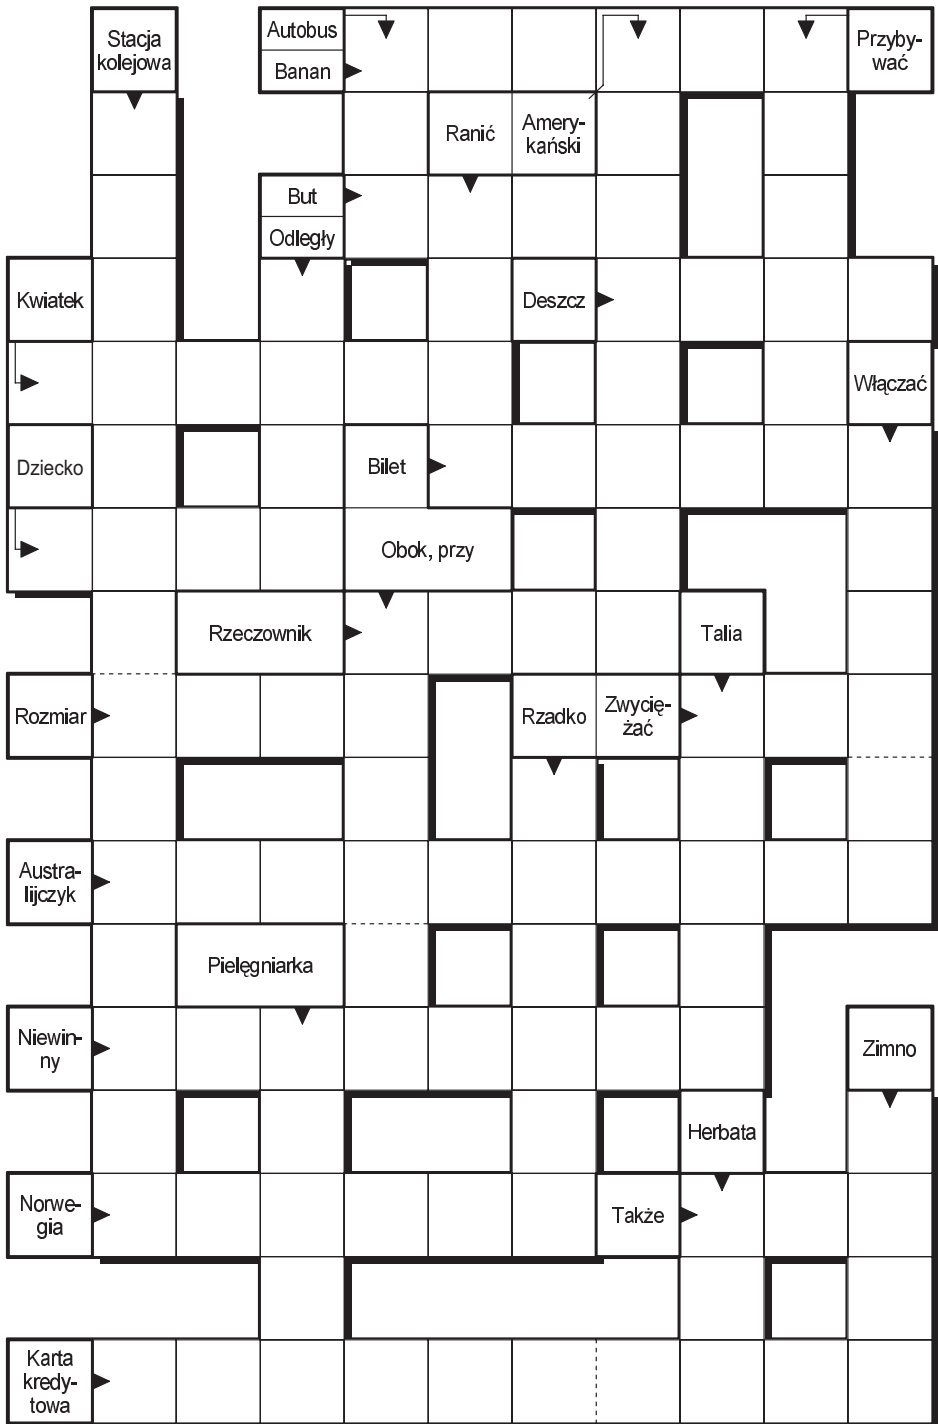 Stacja
kolejowa
Autobus
Banan
Przyby-
wać
Ranić
Amery-
kański
But
Odległy
Kwiatek
Deszcz
Włączać
Dziecko
Bilet
Obok, przy
Rzeczownik
Talia
Rozmiar
Rzadko
Zwycię-
żać
Austra-
lijczyk
Pielęgniarka
Niewin-
ny
Zimno
Herbata
Norwe-
gia
Także
Karta
kredy-
towa